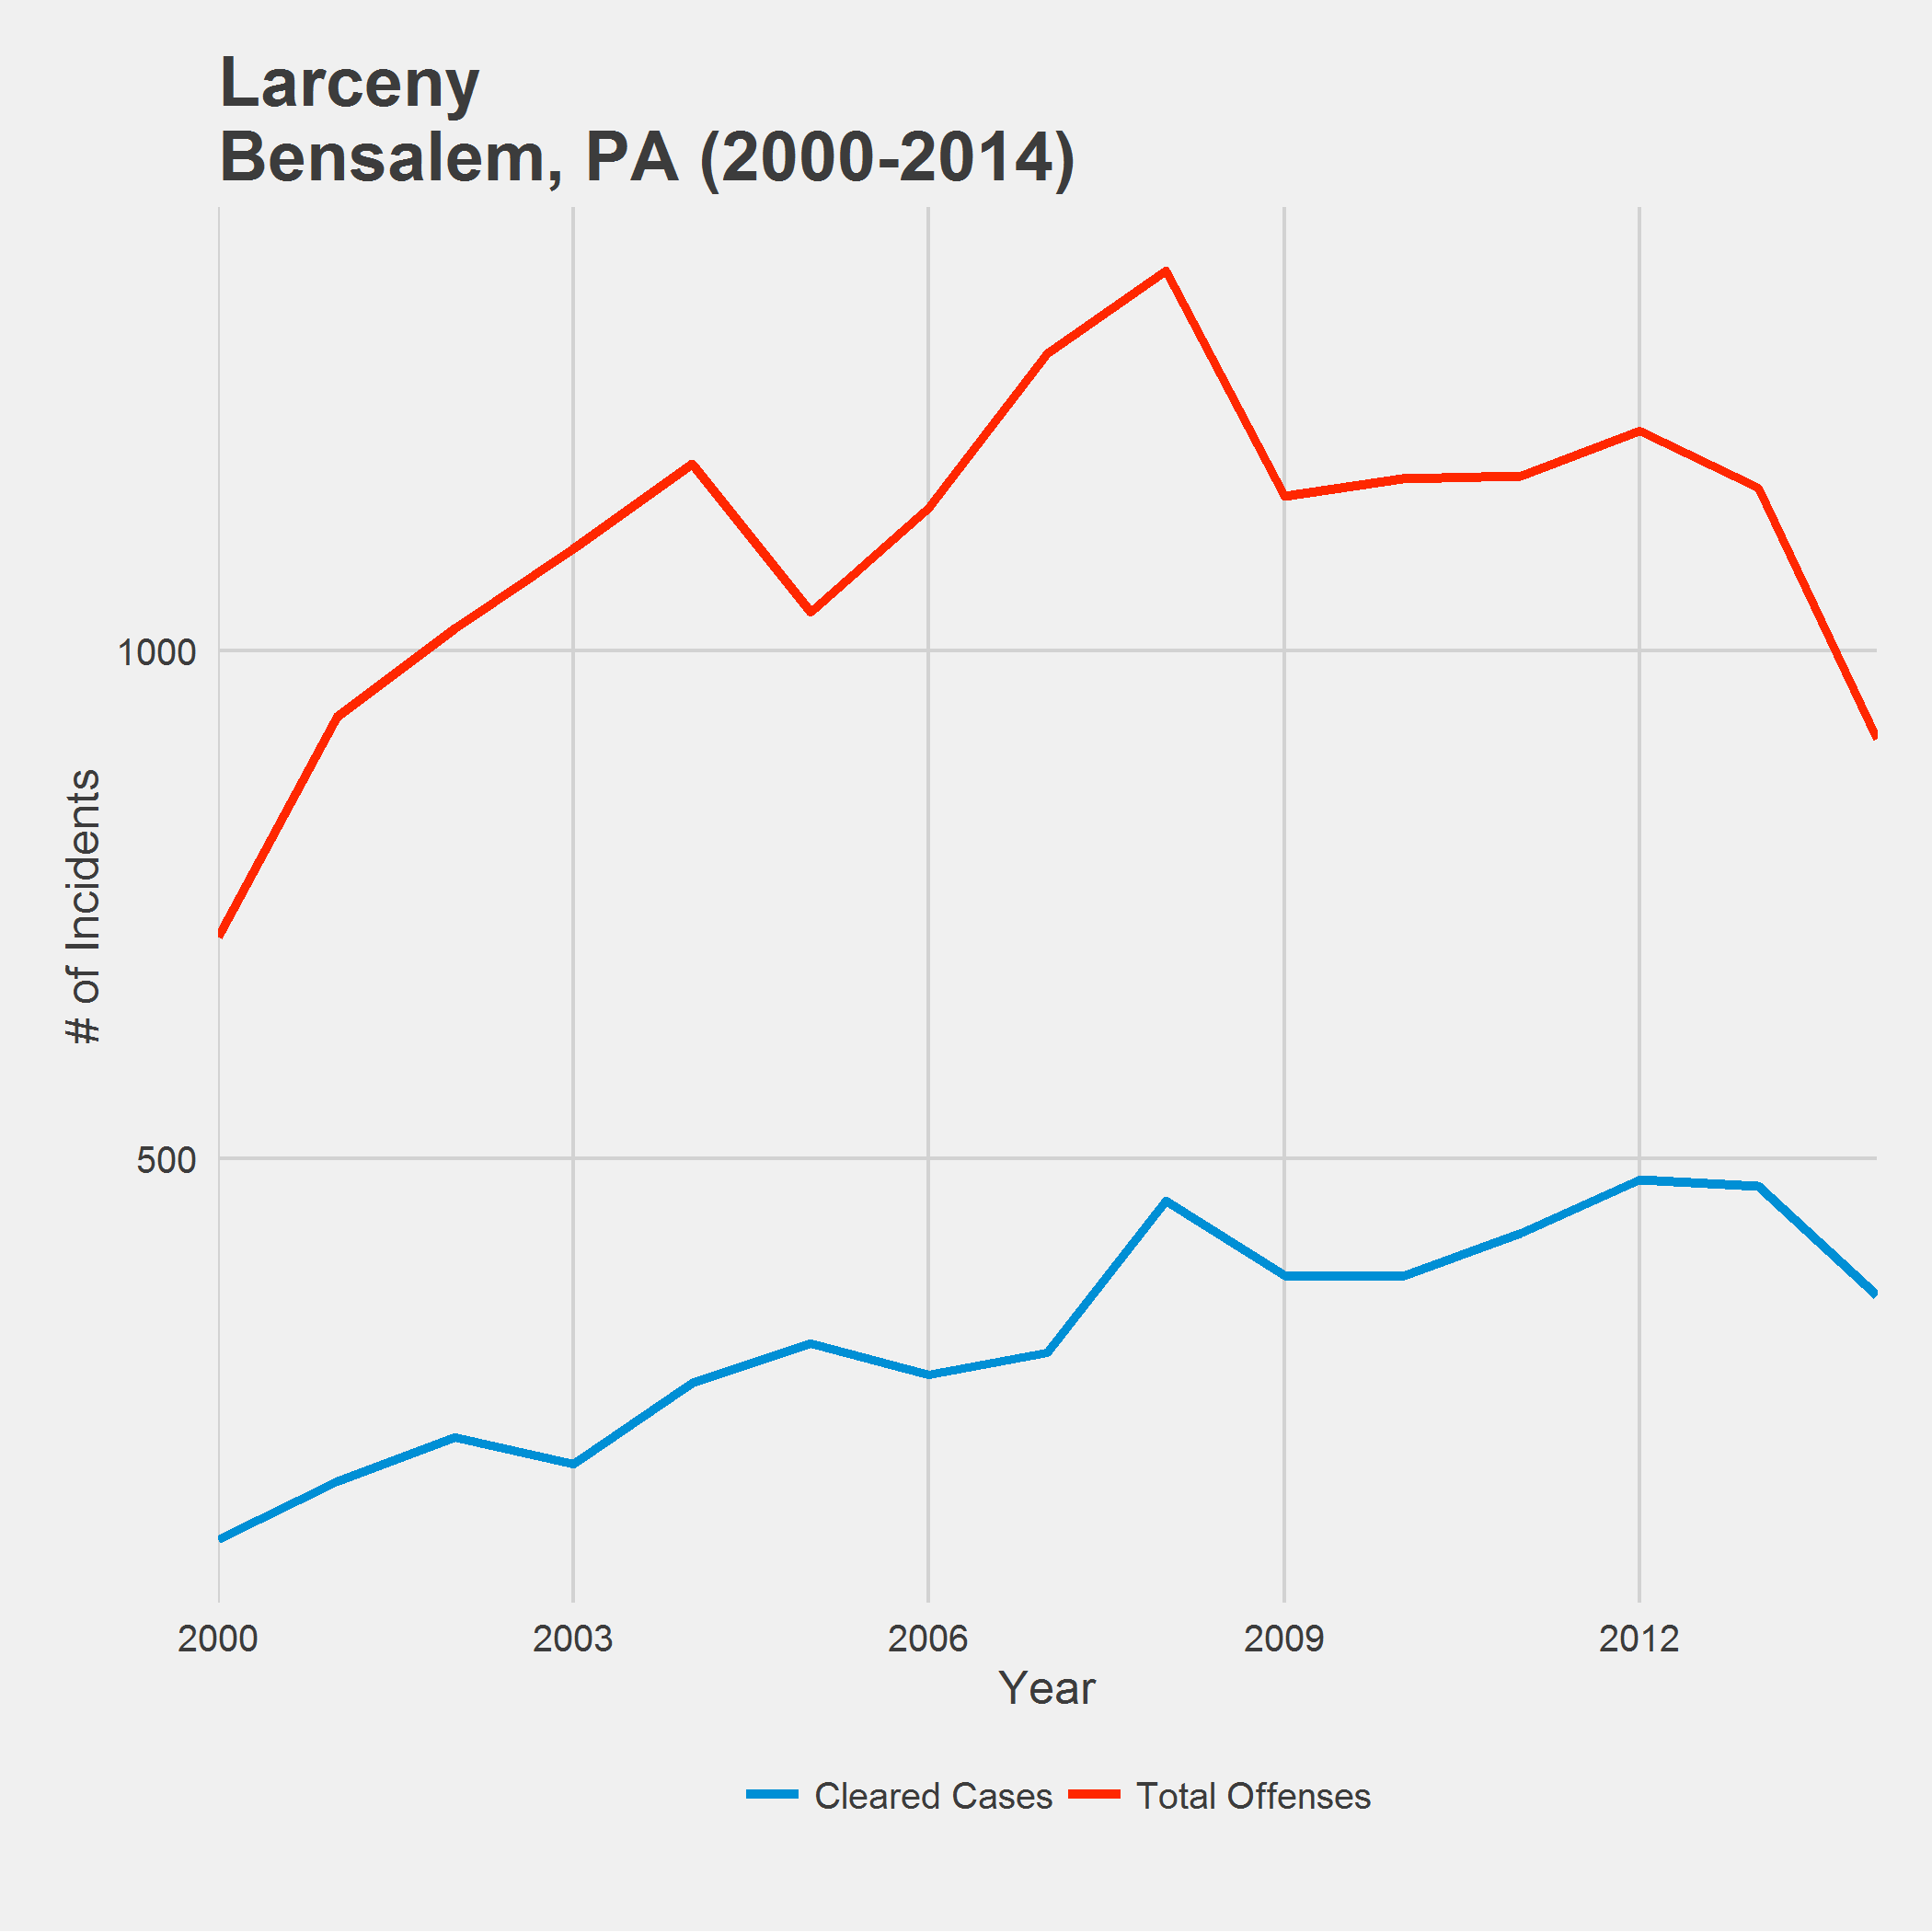 Larceny
Bensalem, PA (2000-2014)
1000
500
# of Incidents
2000 2003 2006 2009 2012
Year
Cleared Cases Total Offenses